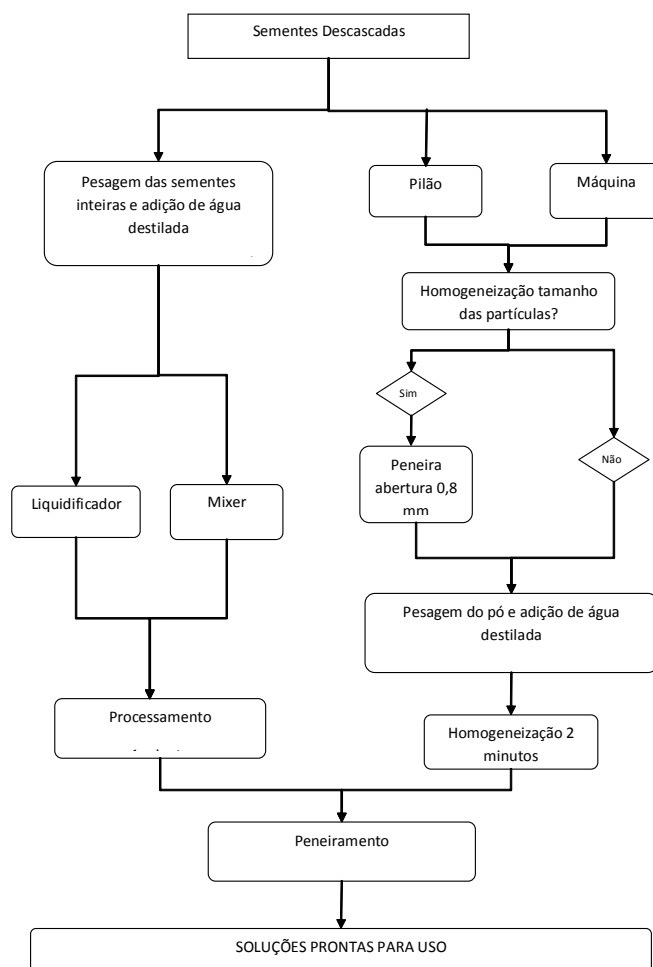 Sementes Descascadas
Pesagem das sementes
inteiras e adição de água
destilada
Pilão
Máquina
Homogeneização tamanho
das partículas?
Sim
Não
Peneira
abertura 0,8
mm
Liquidificador
Mixer
Pesagem do pó e adição de água
destilada
Processamento
Homogeneização 2
minutos
Peneiramento
SOLUÇÕES PRONTAS PARA USO